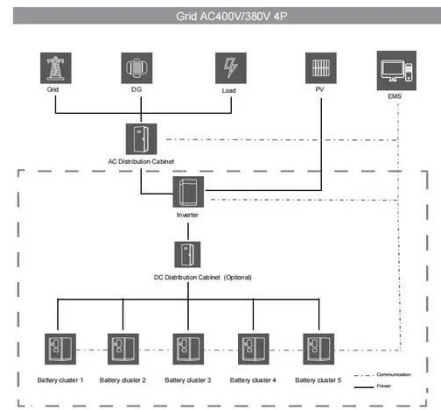 Grid AC400V/380V 4P
Grid
DG
Load
PV
EMS
AC Distribution Cabinet
Inverter
DC Distribution Cabinet (Optional)
Battery cluster 1
Battery cluster 2
Battery cluster 3
Battery cluster 4
Battery cluster 5
Communication
Power